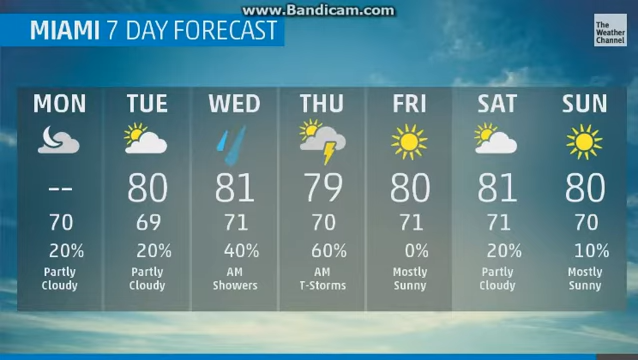 www.Bandicam.com
MIAMI 7 DAY FORECAST
The
Weather
Channel
MON TUE WED THU FRI SAT SUN
-- 80 81 79 80 81 80
70 69 71 70 71 71 70
20% 20% 40% 60% 0% 20% 10%
Partly Partly AM AM Mostly Partly Mostly
Cloudy Cloudy Showers T-Storms Sunny Cloudy Sunny